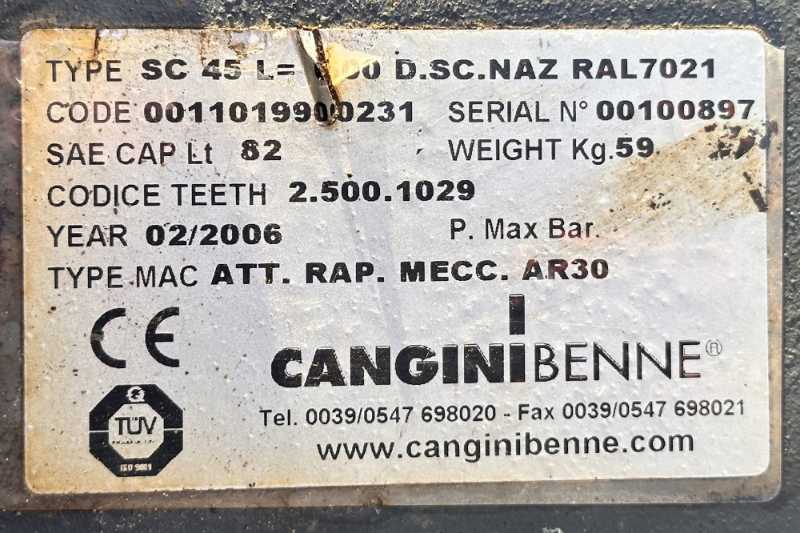 TYPE SC 45 L= D.SC.NAZ RAL7021
CODE 0011019900231 SERIAL N° 00100897
SAE CAP Lt 82 WEIGHT Kg.59
CODICE TEETH 2.500.1029
YEAR 02/2006 P. Max Bar.
TYPE MAC ATT. RAP. MECC. AR30
CE
CANGINIBENNE®
TÜV
ISO 9001
Tel. 0039/0547 698020 - Fax 0039/0547 698021
www.canginibenne.com